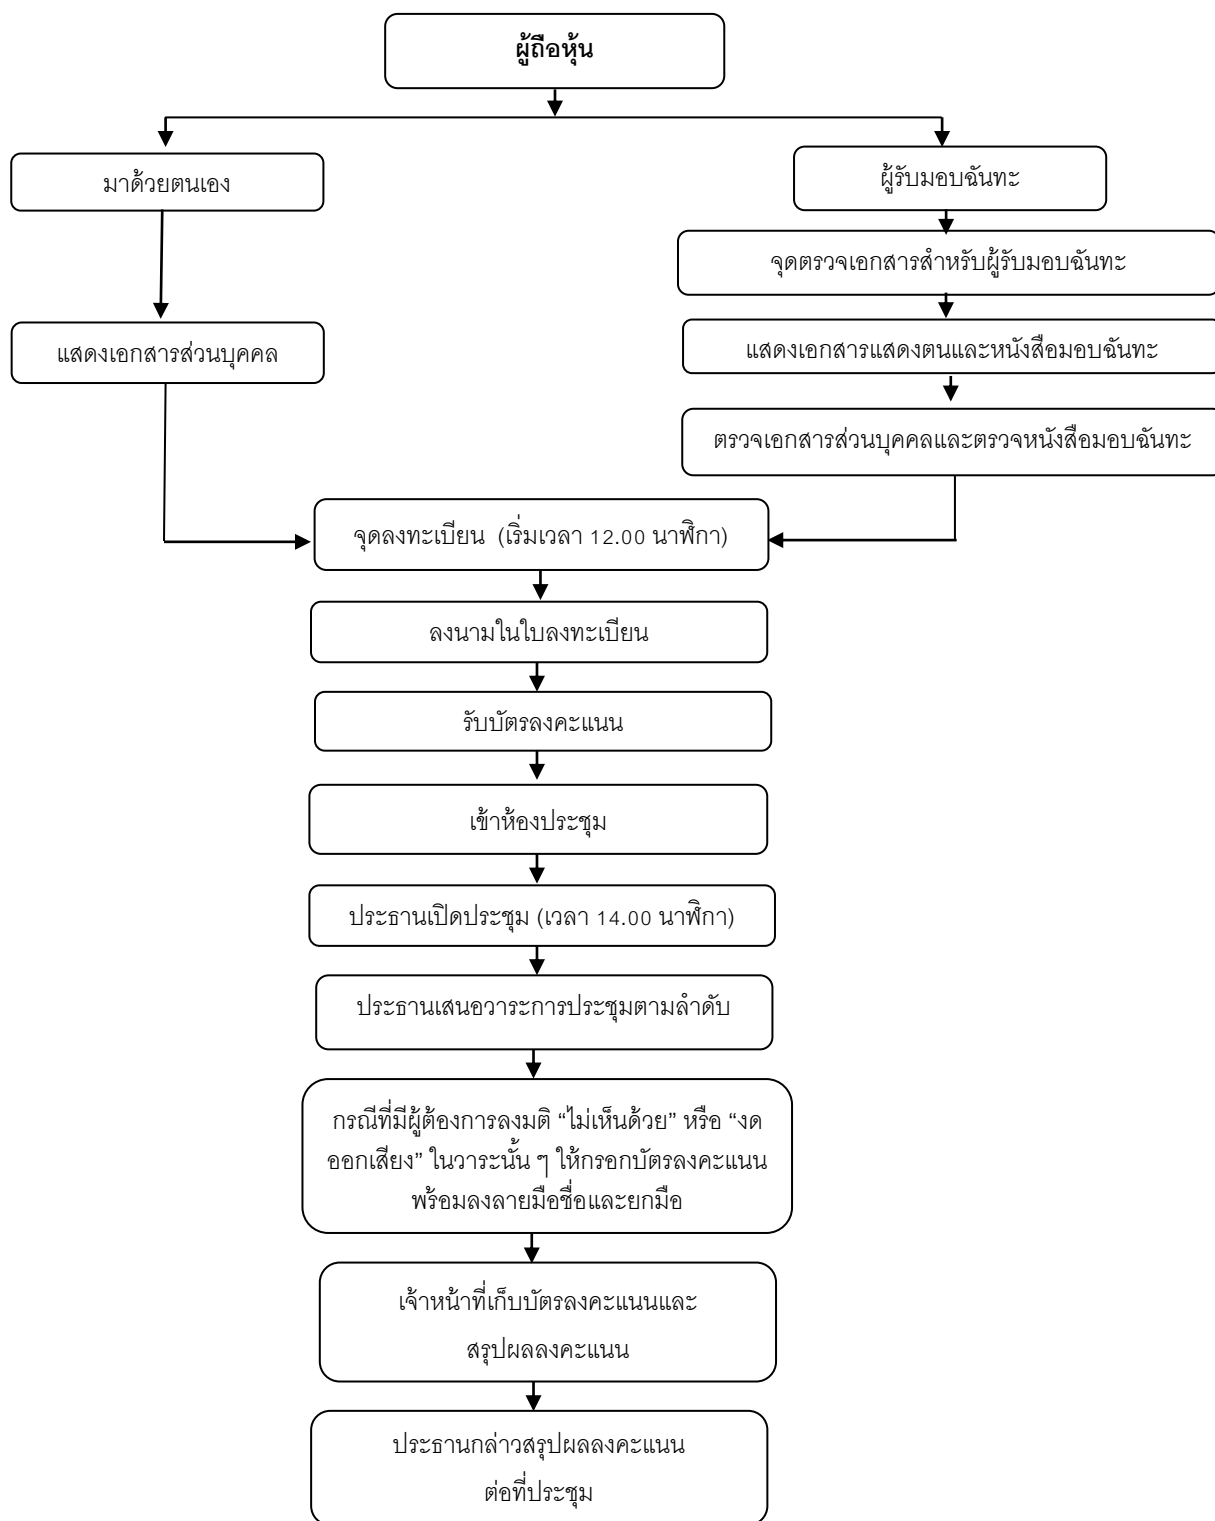 ผู้ถือหุ้น
มาด้วยตนเอง
ผู้รับมอบฉันทะ
จุดตรวจเอกสารสำหรับผู้รับมอบฉันทะ
แสดงเอกสารส่วนบุคคล
แสดงเอกสารแสดงตนและหนังสือมอบฉันทะ
ตรวจเอกสารส่วนบุคคลและตรวจหนังสือมอบฉันทะ
จุดลงทะเบียน (เริ่มเวลา 12.00 นาฬิกา)
ลงนามในใบลงทะเบียน
รับบัตรลงคะแนน
เข้าห้องประชุม
ประธานเปิดประชุม (เวลา 14.00 นาฬิกา)
ประธานเสนอวาระการประชุมตามลำดับ
กรณีที่มีผู้ต้องการลงมติ “ไม่เห็นด้วย” หรือ “งด
ออกเสียง” ในวาระนั้น ๆ ให้กรอกบัตรลงคะแนน
พร้อมลงลายมือชื่อและยกมือ
เจ้าหน้าที่เก็บบัตรลงคะแนนและ
สรุปผลลงคะแนน
ประธานกล่าวสรุปผลลงคะแนน
ต่อที่ประชุม